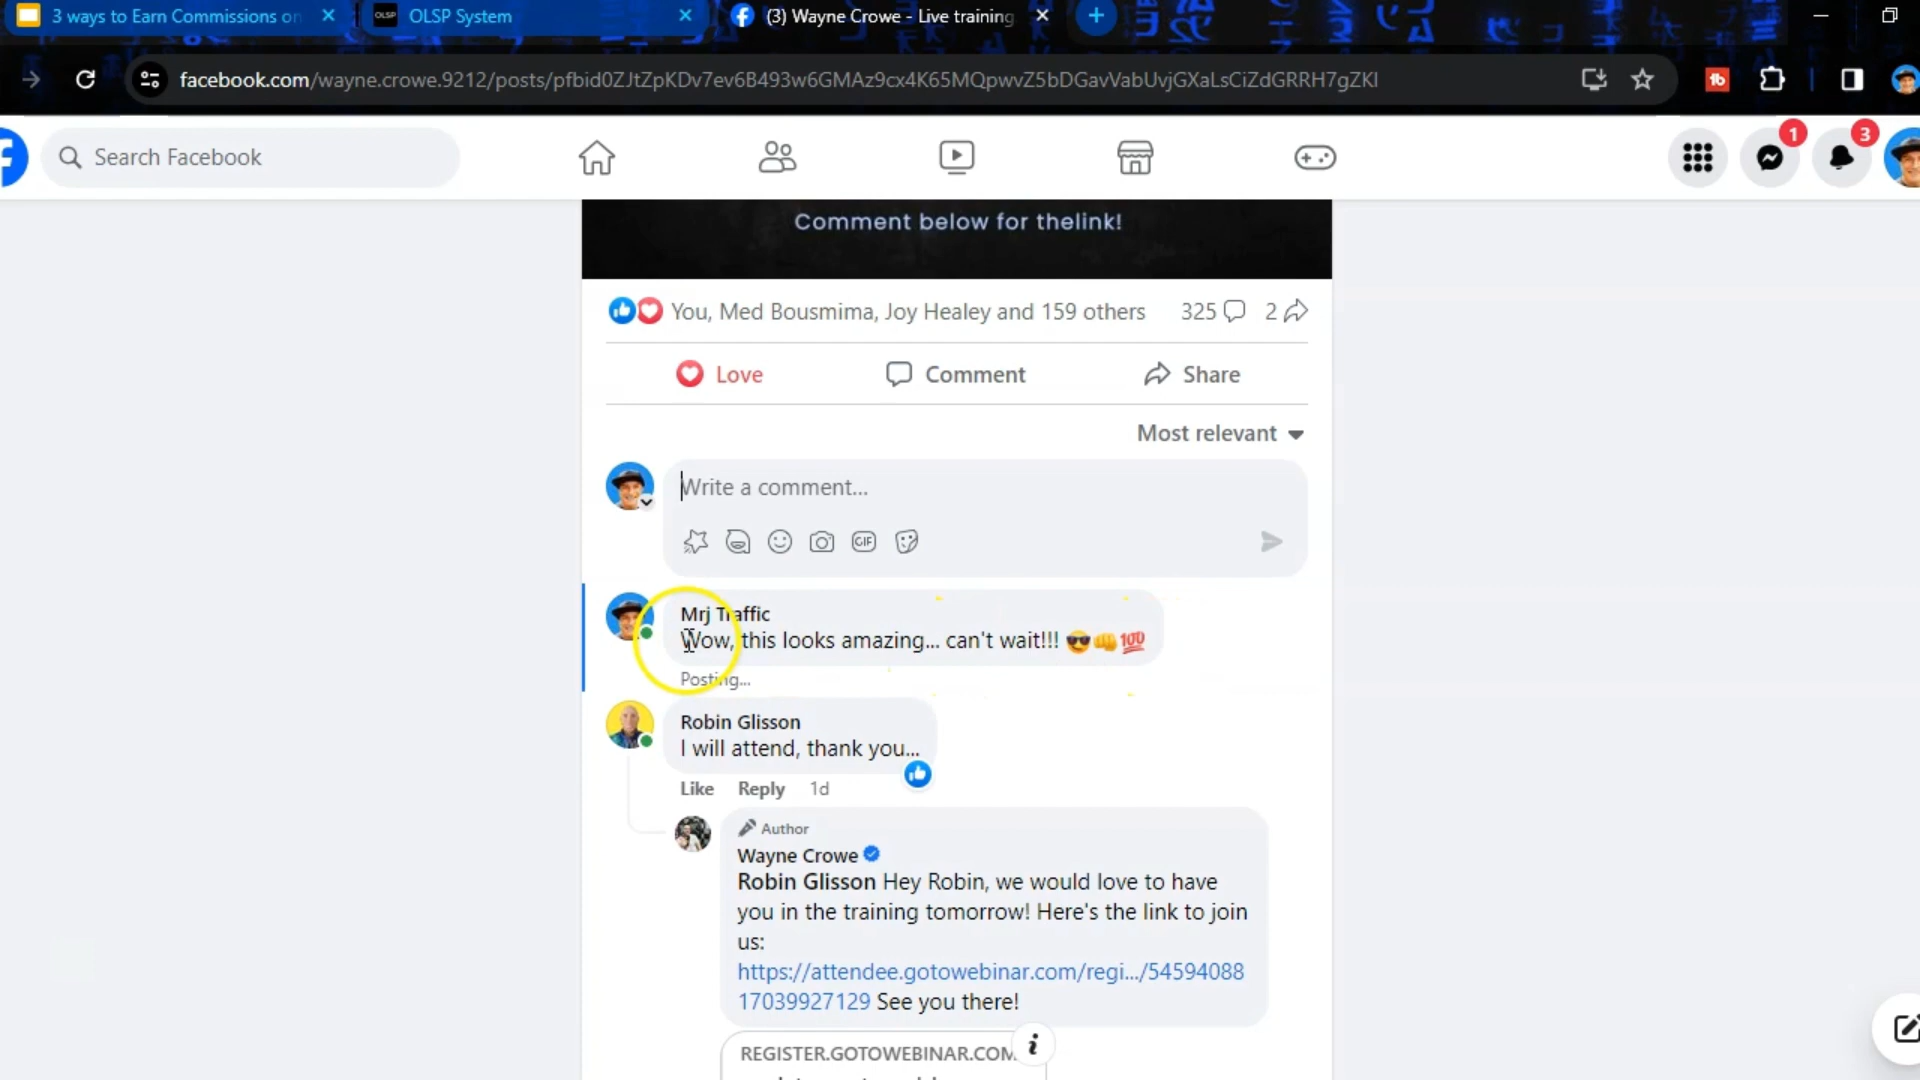 3 ways to Earn Commissions on
OLSP
OLSP System
(3) Wayne Crowe - Live training
facebook.com/wayne.crowe.9212/posts/pfbid0ZJtZpKDv7ev6B493w6GMAz9cx4K65MQpwvZ5bDGavVabUvjGXaLsCiZdGRRH7gZKl
Search Facebook
1
3
Comment below for thelink!
You, Med Bousmima, Joy Healey and 159 others 325 2
Love Comment Share
Most relevant
Write a comment...
GIF
Mrj Traffic
Wow, this looks amazing... can't wait!!! 😎👊💯
Posting...
Robin Glisson
I will attend, thank you...
Like Reply 1d
Author
Wayne Crowe
Robin Glisson Hey Robin, we would love to have
you in the training tomorrow! Here's the link to join
us:
https://attendee.gotowebinar.com/regi.../54594088
17039927129 See you there!
REGISTER.GOTOWEBINAR.COM